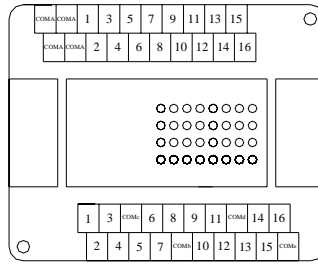 COMA COMA 1 3 5 7 9 11 13 15
COMA COMA 2 4 6 8 10 12 14 16
1 3 COMc 6 8 9 11 COMd 14 16
2 4 5 7 COMb 10 12 13 15 COMe